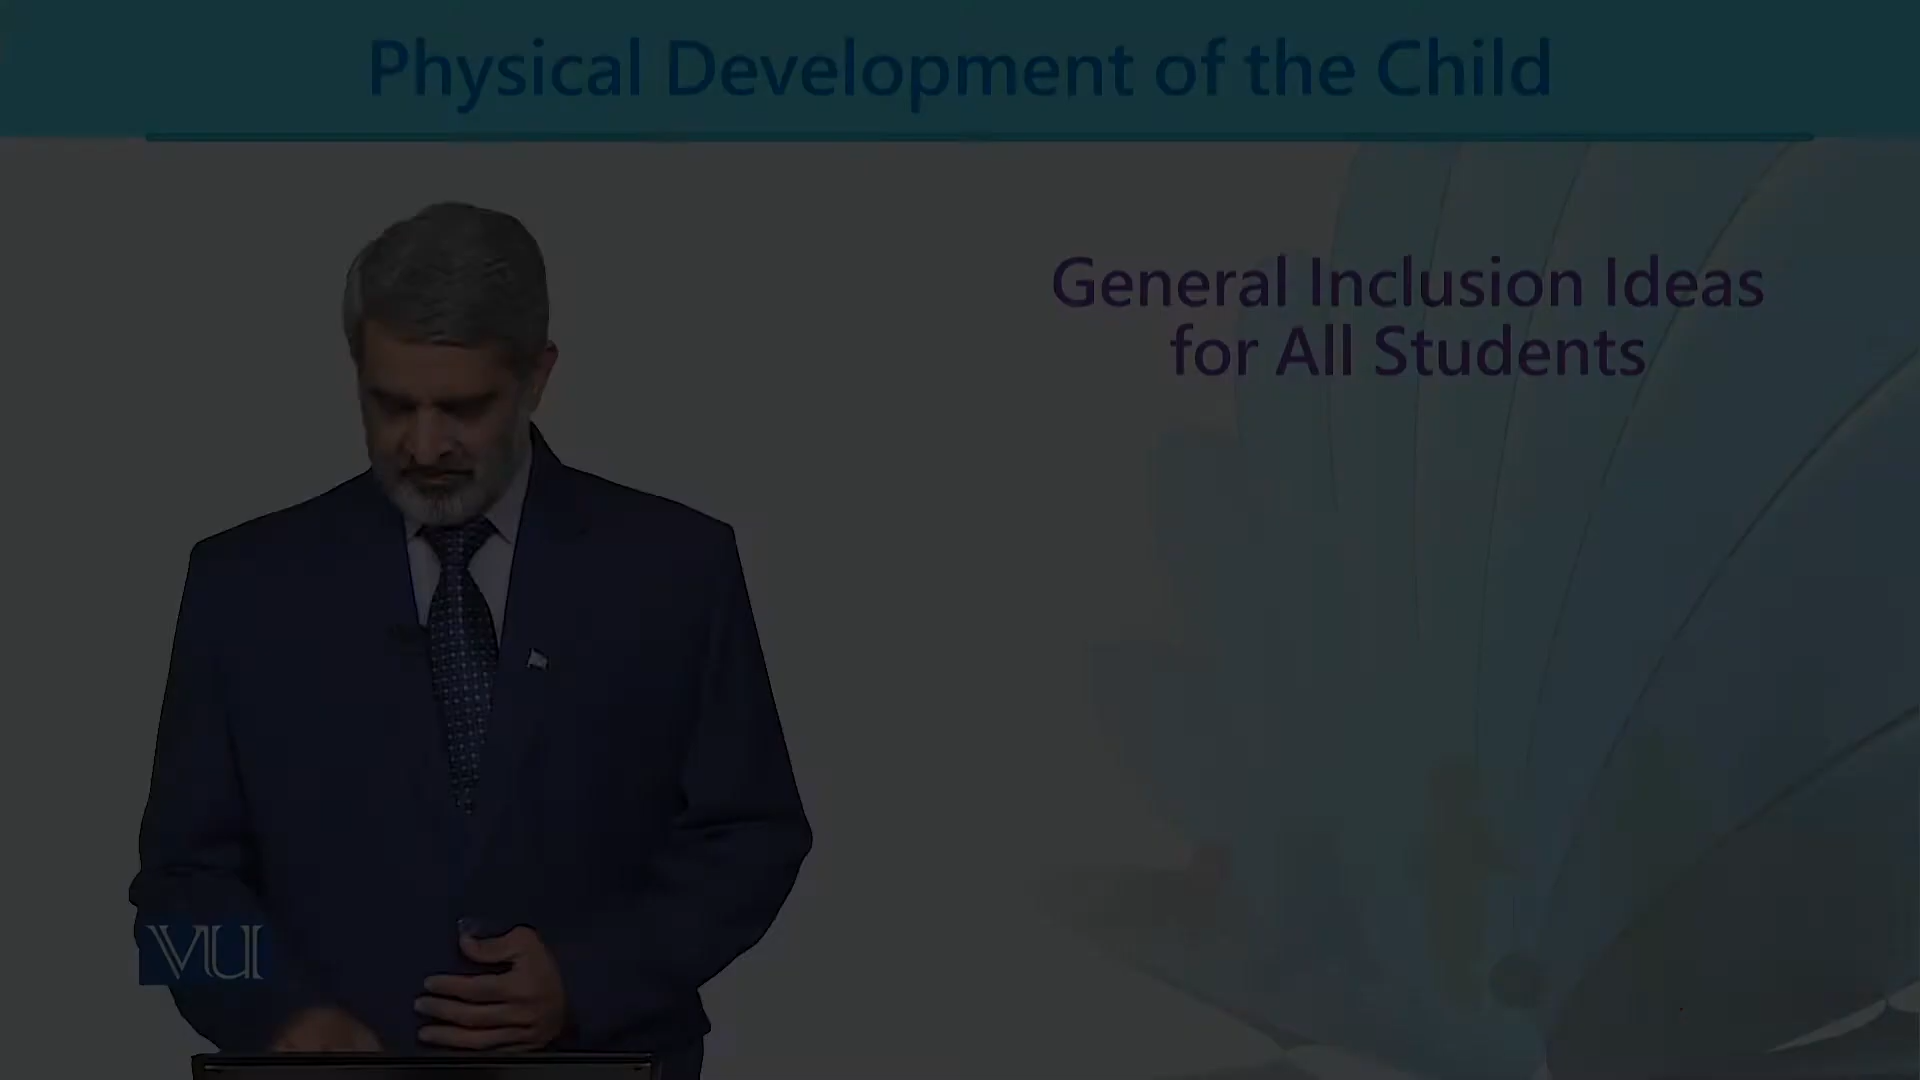 Physical Development of the Child
General Inclusion Ideas
for All Students
VU